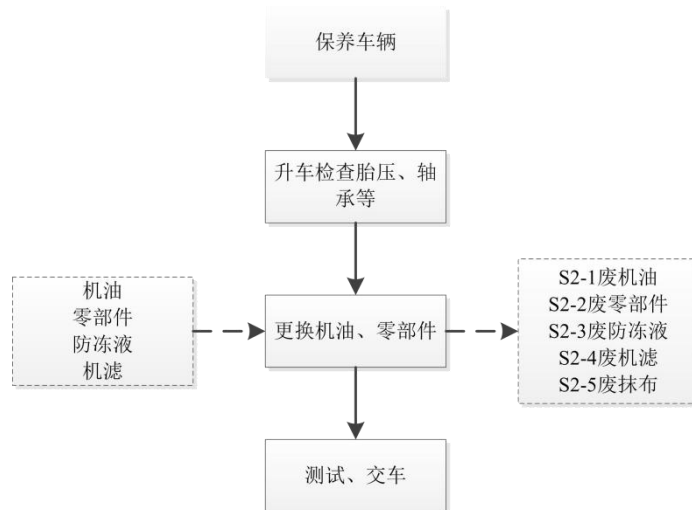 保养车辆
升车检查胎压、轴
承等
机油
零部件
防冻液
机滤
更换机油、零部件
S2-1废机油
S2-2废零部件
S2-3废防冻液
S2-4废机滤
S2-5废抹布
测试、交车